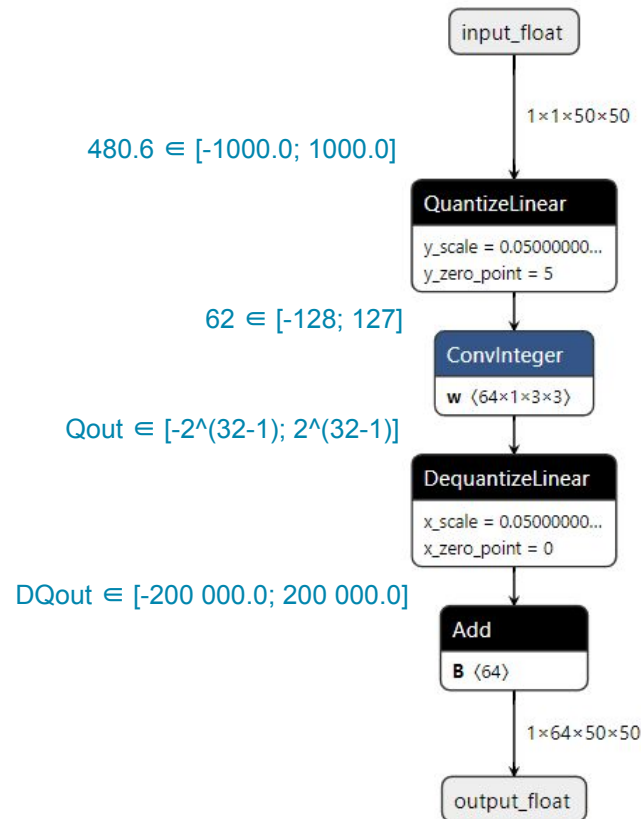 input_float
1×1×50×50
480.6 ∈ [-1000.0; 1000.0]
QuantizeLinear
y_scale = 0.05000000...
y_zero_point = 5
62 ∈ [-128; 127]
ConvInteger
w ⟨64×1×3×3⟩
Qout ∈ [-2^(32-1); 2^(32-1)]
DequantizeLinear
x_scale = 0.05000000...
x_zero_point = 0
DQout ∈ [-200 000.0; 200 000.0]
Add
B ⟨64⟩
1×64×50×50
output_float